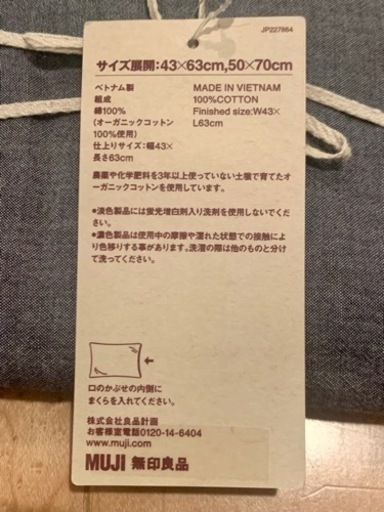 JP227864
サイズ展開:43×63cm,50×70cm
ベトナム製
組成
綿100%
(オーガニックコットン
100%使用)
仕上りサイズ:幅43×
長さ63cm
MADE IN VIETNAM
100%COTTON
Finished size:W43×
L63cm
農薬や化学肥料を3年以上使っていない土壌で育てたオ
ーガニックコットンを使用しています。
●淡色製品には蛍光増白剤入り洗剤を使用しないでくだ
さい。
●濃色製品は使用中の摩擦や濡れた状態での接触によ
り色移りする事があります。洗濯の際は他のものと分け
て洗ってください。
口のかぶせの内側に
まくらを入れてください。
株式会社良品計画
お客様室電話0120-14-6404
www.muji.com
MUJI 無印良品